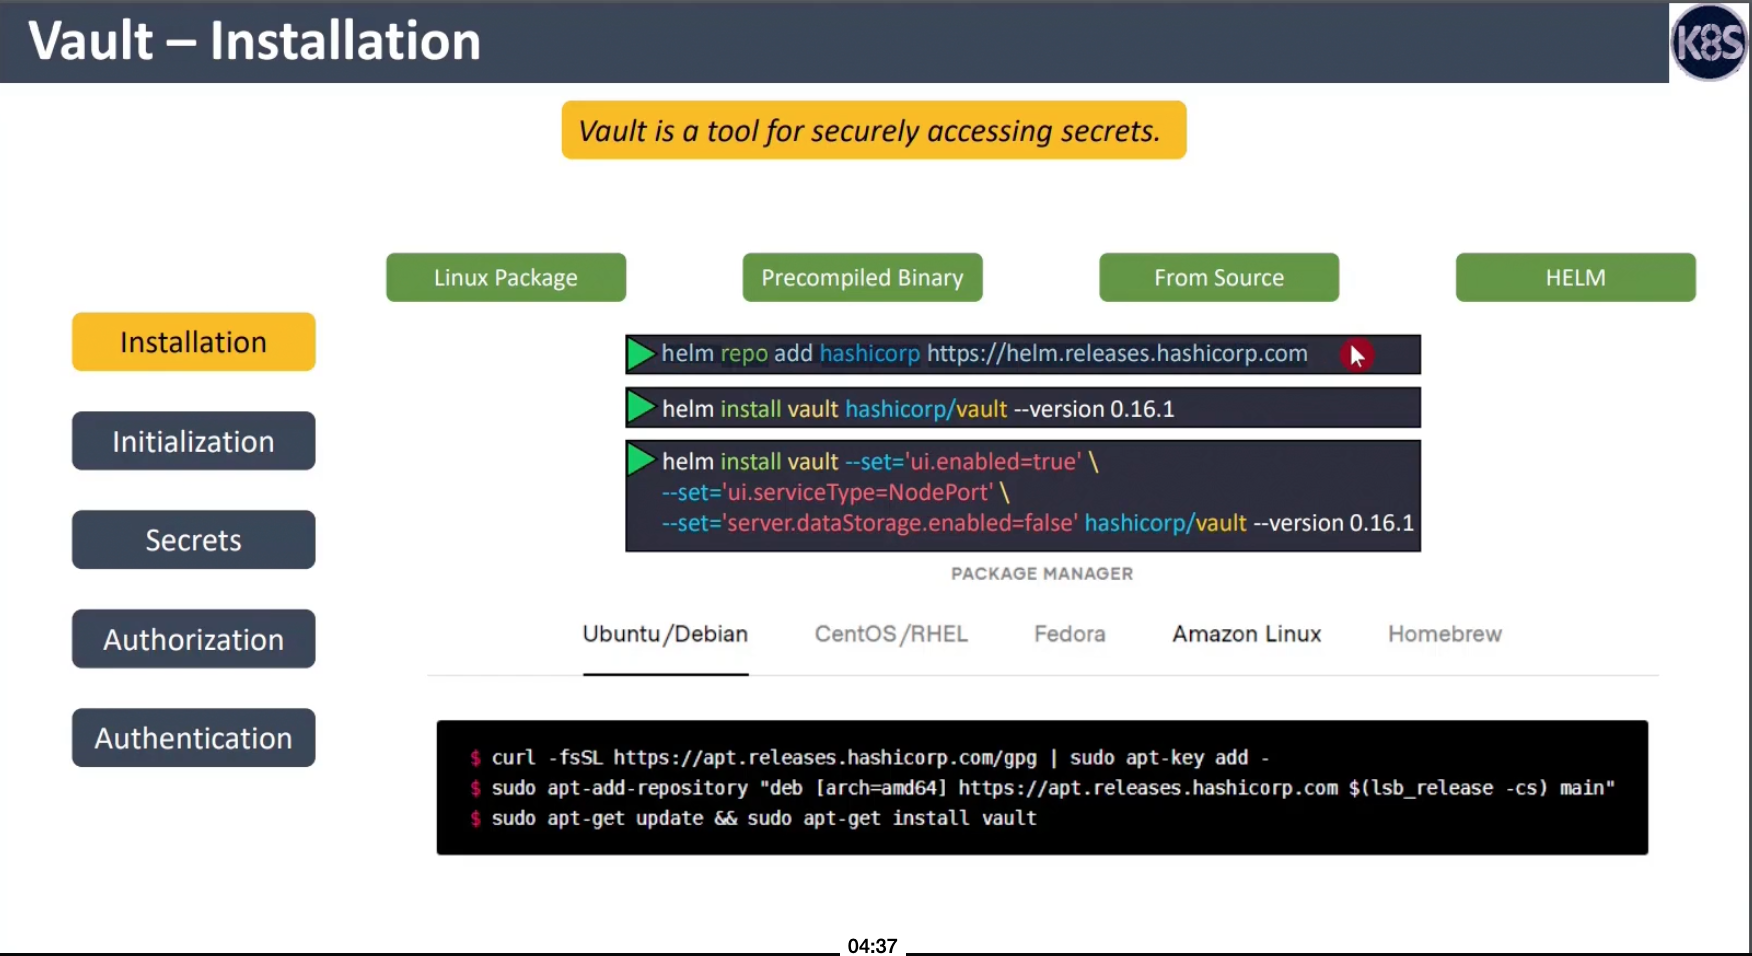 Vault – Installation
K8S
Vault is a tool for securely accessing secrets.
Linux Package
Precompiled Binary
From Source
HELM
Installation
Initialization
Secrets
Authorization
Authentication
helm repo add hashicorp https://helm.releases.hashicorp.com
helm install vault hashicorp/vault --version 0.16.1
helm install vault --set='ui.enabled=true' \
--set='ui.serviceType=NodePort' \
--set='server.dataStorage.enabled=false' hashicorp/vault --version 0.16.1
PACKAGE MANAGER
Ubuntu/Debian
CentOS/RHEL
Fedora
Amazon Linux
Homebrew
$ curl -fsSL https://apt.releases.hashicorp.com/gpg | sudo apt-key add -
$ sudo apt-add-repository "deb [arch=amd64] https://apt.releases.hashicorp.com $(lsb_release -cs) main"
$ sudo apt-get update && sudo apt-get install vault
04:37